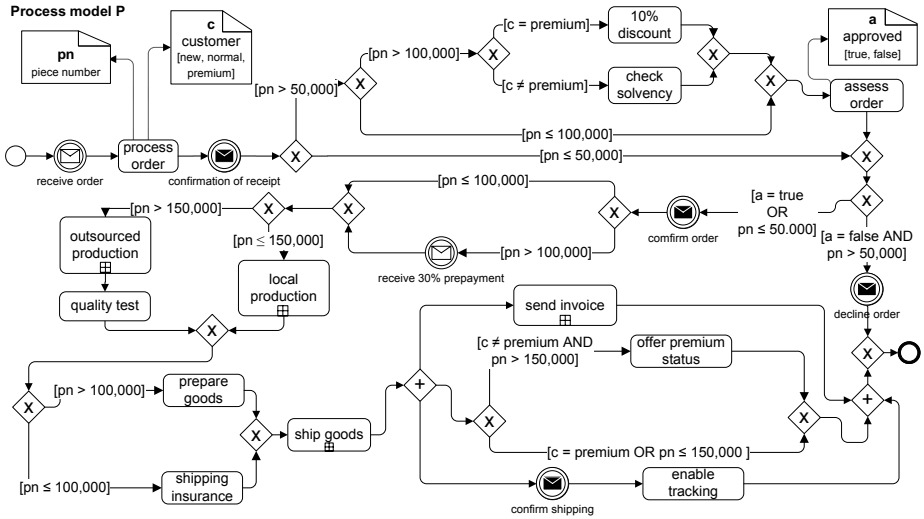 Process model P
pn
piece number
c
customer
[new, normal,
premium]
a
approved
[true, false]
[c = premium]
10%
discount
[pn > 100,000]
[c ≠ premium]
check
solvency
[pn > 50,000]
[pn ≤ 100,000]
assess
order
receive order
process
order
confirmation of receipt
[pn ≤ 50,000]
X
X
X
X
X
X
X
[pn ≤ 100,000]
[a = true
OR
pn ≤ 50.000]
[a = false AND
pn > 50,000]
comfirm order
[pn > 100,000]
receive 30% prepayment
X
X
X
X
[pn > 150,000]
[pn ≤ 150,000]
outsourced
production
quality test
local
production
X
decline order
X
send invoice
[c ≠ premium AND
pn > 150,000]
offer premium
status
X
X
[c = premium OR pn ≤ 150,000 ]
confirm shipping
enable
tracking
+
+
X
[pn > 100,000]
prepare
goods
[pn ≤ 100,000]
shipping
insurance
X
ship goods